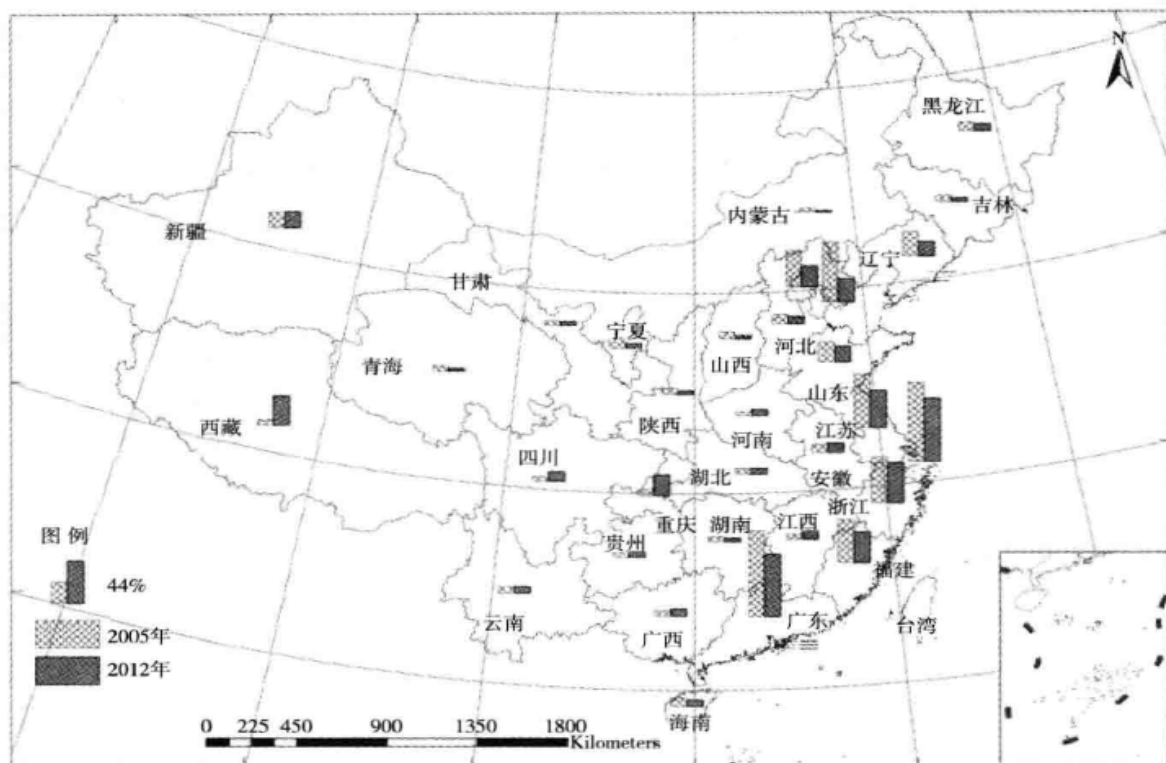 N
黑龙江
内蒙古
吉林
新疆
辽宁
甘肃
宁夏
河北
山西
青海
山东
西藏
陕西
河南
江苏
四川
湖北
安徽
浙江
重庆
湖南
江西
图例
贵州
福建
44%
云南
广西
广东
台湾
2005年
2012年
海南
0 225 450 900 1350 1800
Kilometers